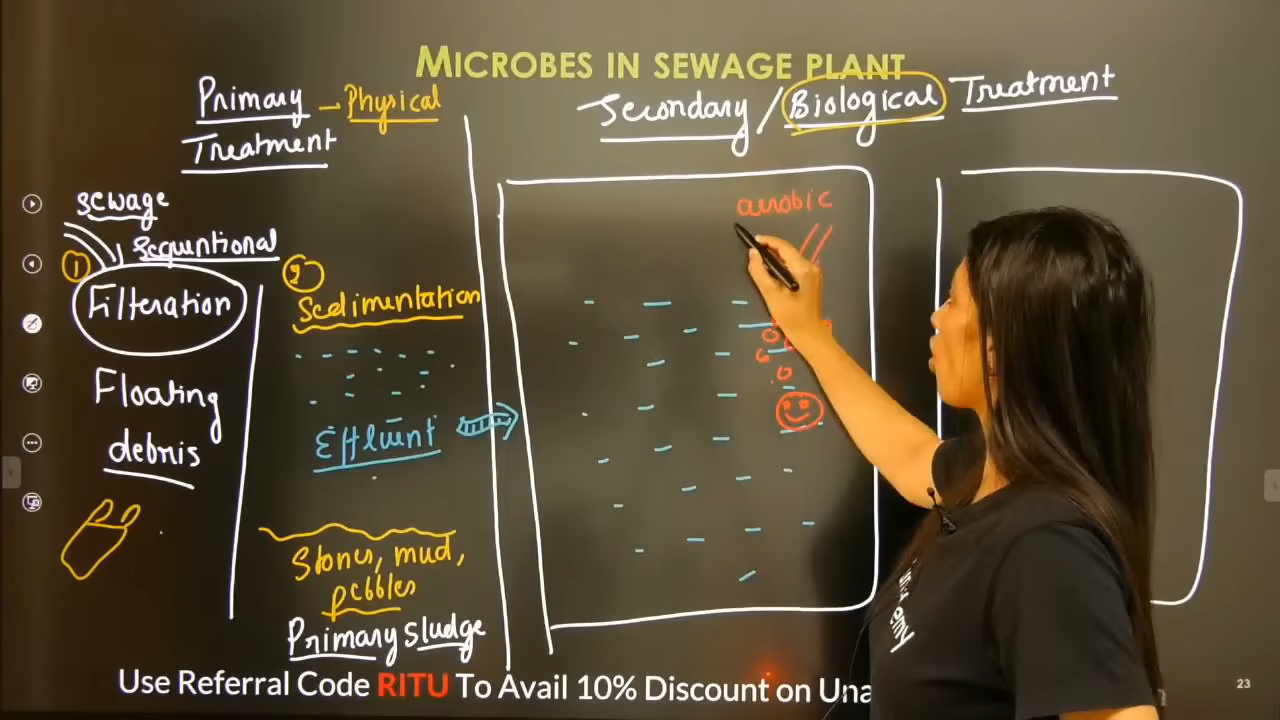 MICROBES IN SEWAGE PLANT
Primary - Physical
Treatment
Secondary / Biological Treatment
sewage
Sequntional
1
Filteration
Floating
debris
2
Sedimentation
Effluent
Stones, mud,
pebbles
Primary sludge
aerobic
Use Referral Code RITU To Avail 10% Discount on Una
23